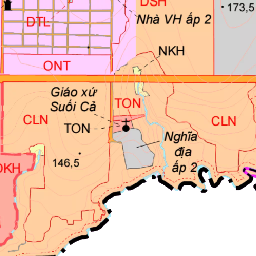 DSH
173,5
DTL
Nhà VH ấp 2
NKH
ONT
Giáo xứ
Suối Cả
TON
CLN
TON
CLN
Nghĩa
địa
ấp 2
146,5